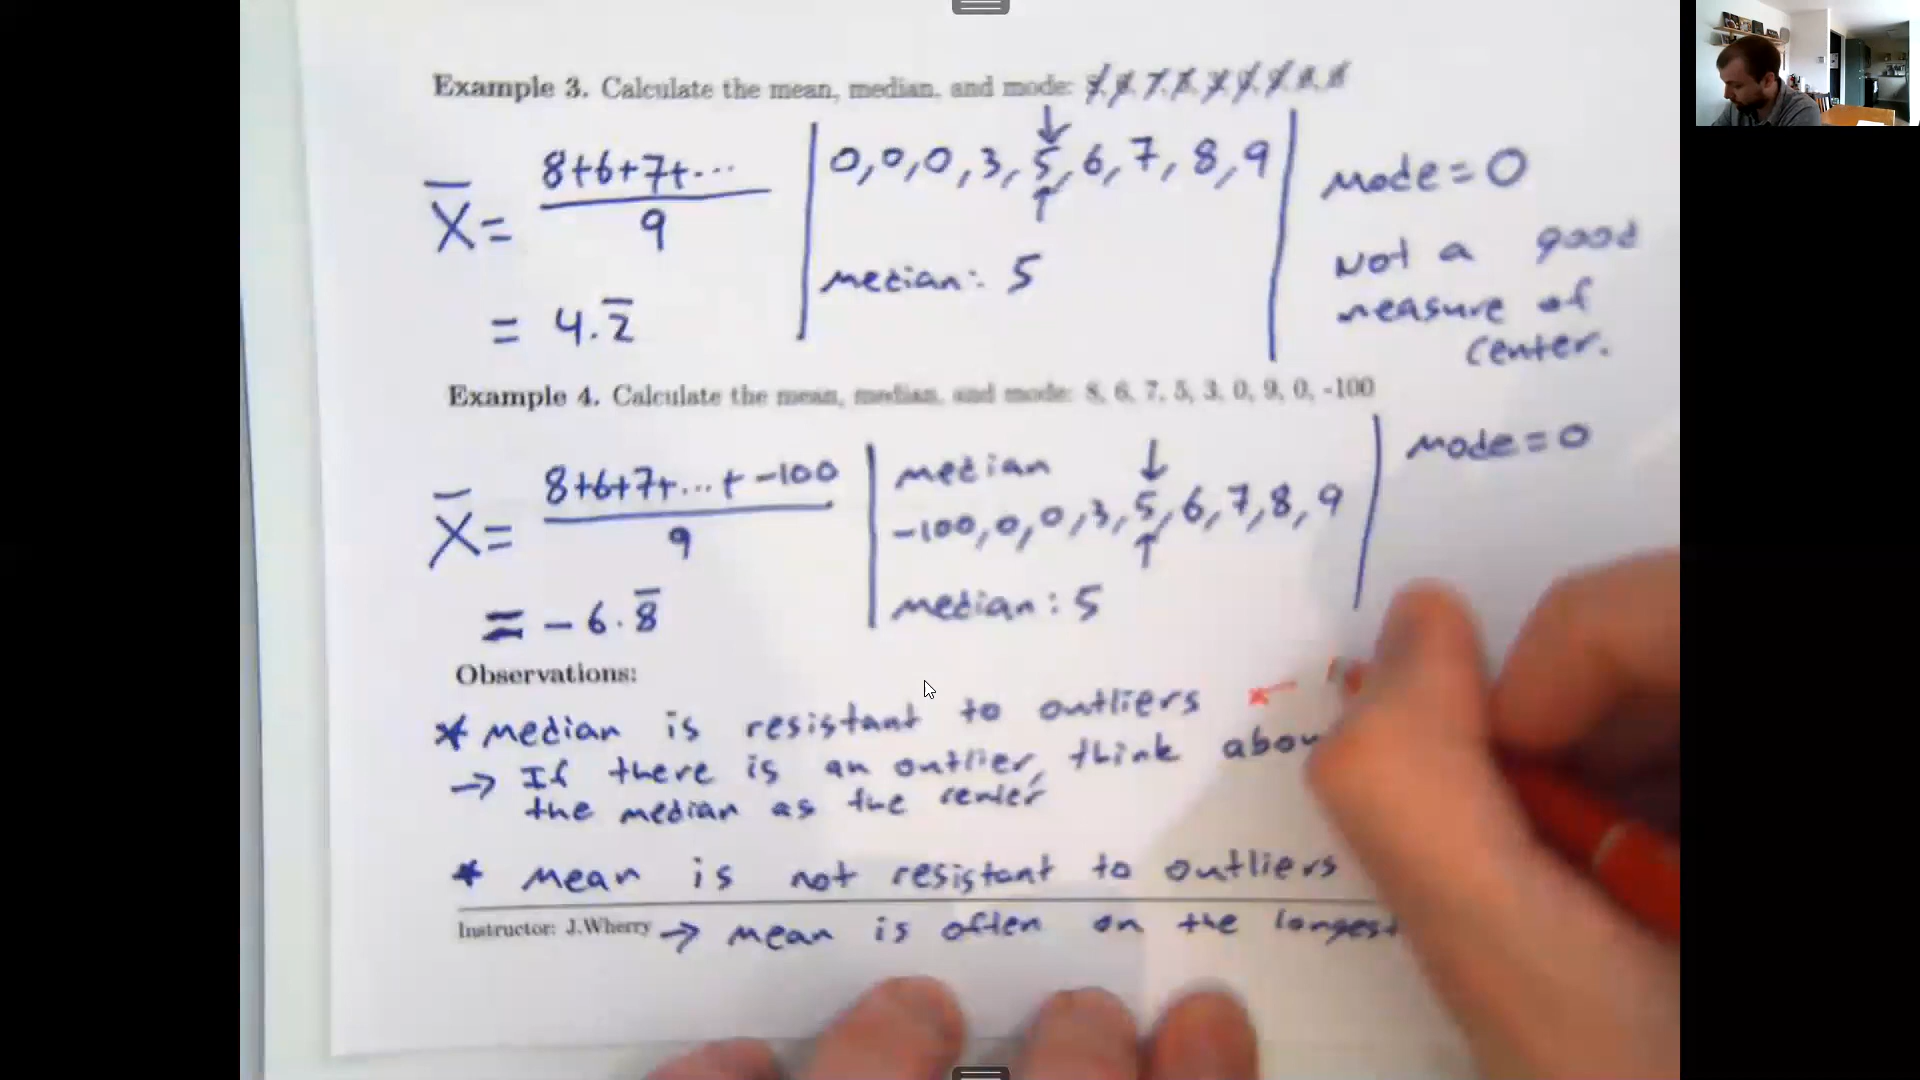 Example 3. Calculate the mean, median, and mode:
X̄ = 8+6+7+... / 9
= 4.2̅
0,0,0,3,5,6,7,8,9
median: 5
mode = 0
Not a good
measure of
center.
Example 4. Calculate the mean, median, and mode: 8, 6, 7, 5, 3, 0, 9, 0, -100
X̄ = 8+6+7+...+ -100 / 9
= -6.8̅
median
-100,0,0,3,5,6,7,8,9
median: 5
mode = 0
Observations:
* median is resistant to outliers
→ If there is an outlier, think
the median as the center
* mean is not resistant to outliers
Instructor: J.Wherry → mean is often on the longest